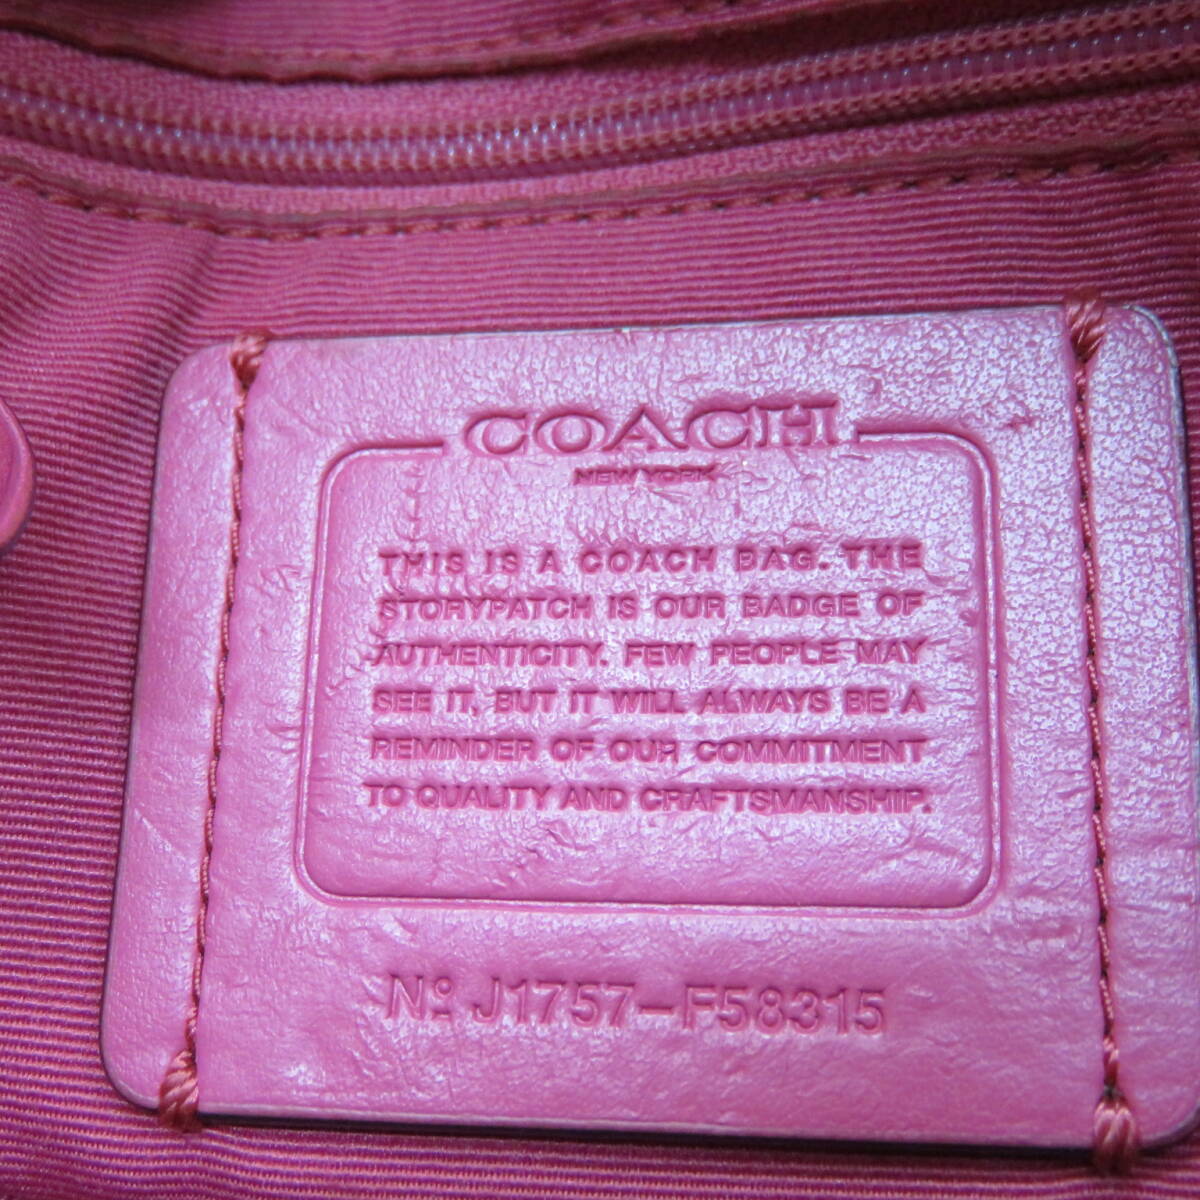 COACH
NEW YORK
THIS IS A COACH BAG. THE
STORYPATCH IS OUR BADGE OF
AUTHENTICITY. FEW PEOPLE MAY
SEE IT, BUT IT WILL ALWAYS BE A
REMINDER OF OUR COMMITMENT
TO QUALITY AND CRAFTSMANSHIP.
Nº J1757-F58315